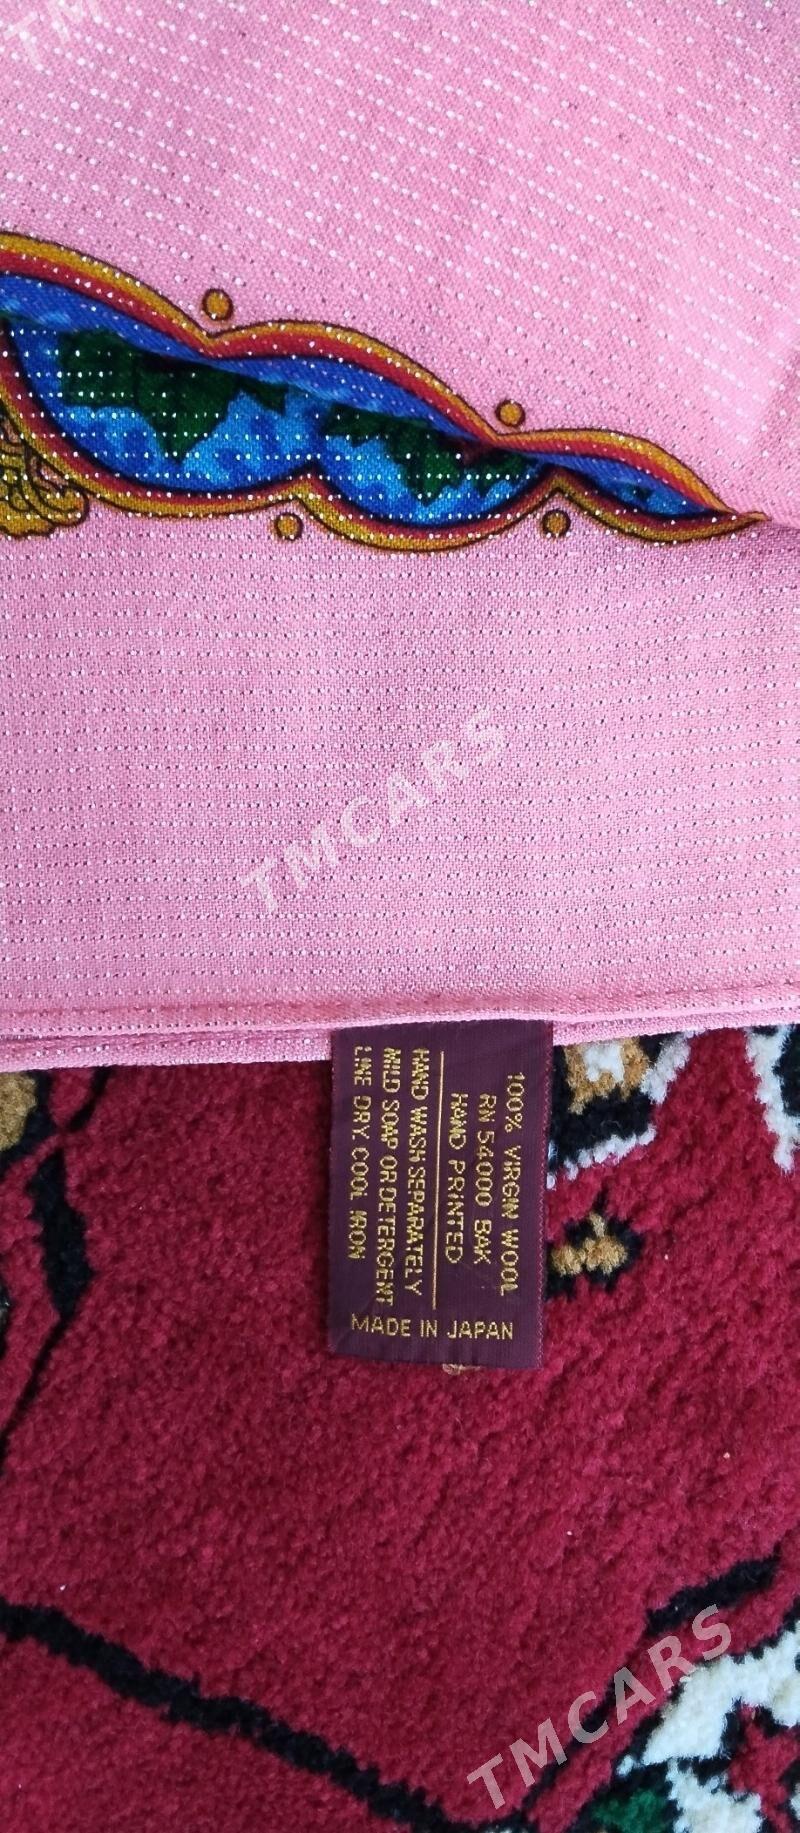 TM
TMCARS
100% VIRGIN WOOL
RN 54000 BAK
HAND PRINTED
HAND WASH SEPARATELY
MILD SOAP OR DETERGENT
LINE DRY COOL IRON
MADE IN JAPAN
TMCARS